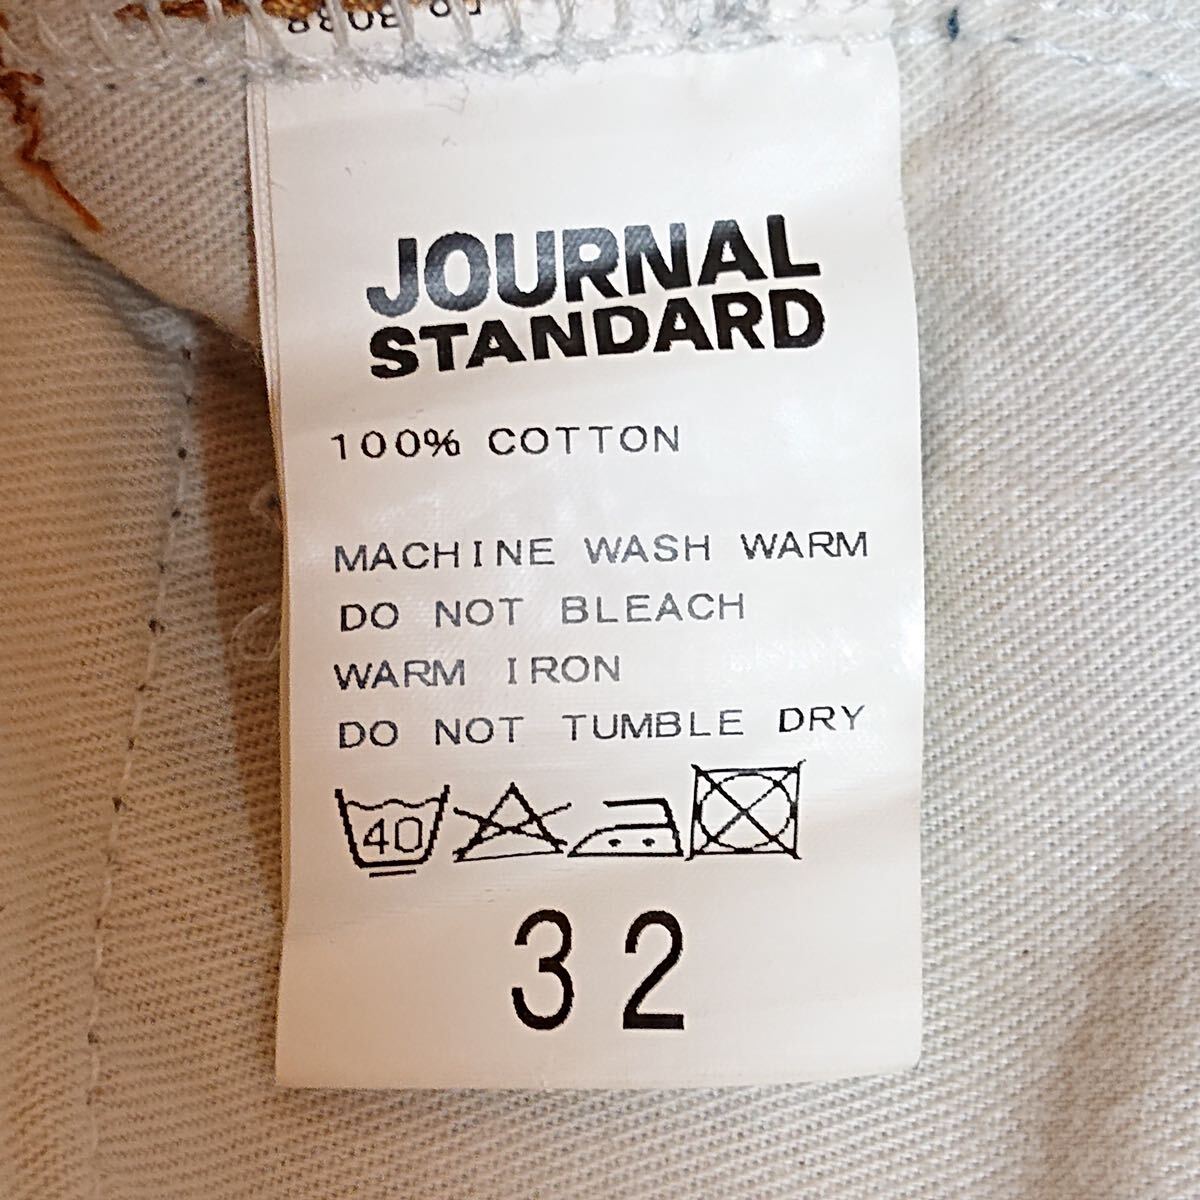 JOURNAL
STANDARD
100% COTTON
MACHINE WASH WARM
DO NOT BLEACH
WARM IRON
DO NOT TUMBLE DRY
40
32